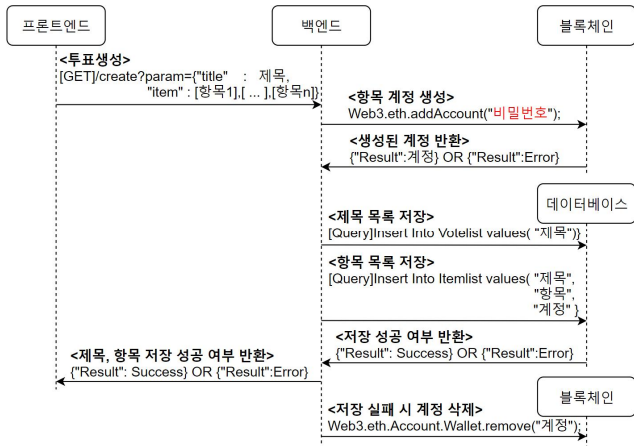 프론트엔드
백엔드
블록체인
<투표생성>
[GET]/create?param={"title" : 제목,
"item" : [항목1],[ ... ],[항목n]}
<항목 계정 생성>
Web3.eth.addAccount("비밀번호");
<생성된 계정 반환>
{"Result":계정} OR {"Result":Error}
데이터베이스
<제목 목록 저장>
[Query]Insert Into Votelist values( "제목")}
<항목 목록 저장>
[Query]Insert Into Itemlist values( "제목",
"항목",
"계정" }
<저장 성공 여부 반환>
{"Result": Success} OR {"Result":Error}
<제목, 항목 저장 성공 여부 반환>
{"Result": Success} OR {"Result":Error}
블록체인
<저장 실패 시 계정 삭제>
Web3.eth.Account.Wallet.remove("계정");